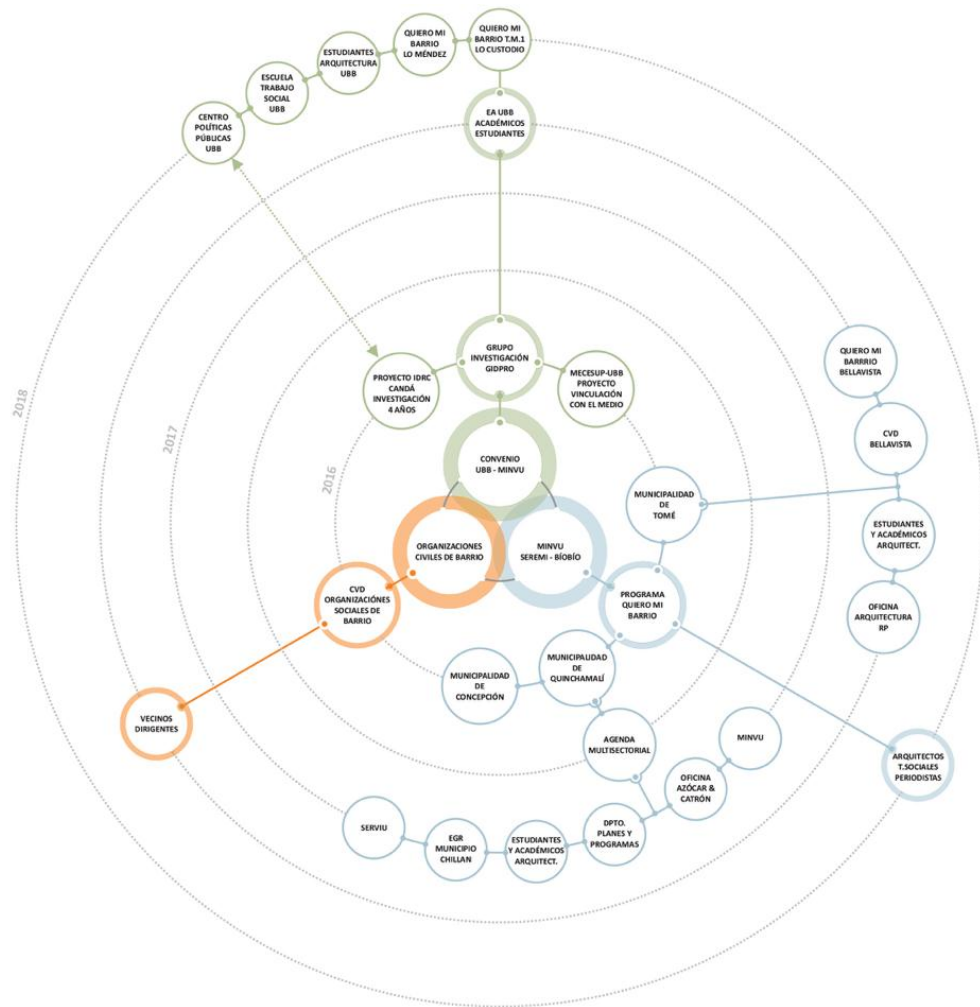 QUIERO MI
BARRIO
LO MÉNDEZ
QUIERO MI
BARRIO T.M.1
LO CUSTODIO
ESTUDIANTES
ARQUITECTURA
UBB
ESCUELA
TRABAJO
SOCIAL
UBB
CENTRO
POLÍTICAS
PÚBLICAS
UBB
EA UBB
ACADÉMICOS
ESTUDIANTES
GRUPO
INVESTIGACIÓN
GIDPRO
PROYECTO IDRC
CANDÁ
INVESTIGACIÓN
4 AÑOS
MECESUP-UBB
PROYECTO
VINCULACIÓN
CON EL MEDIO
QUIERO MI
BARRRIO
BELLAVISTA
CVD
BELLAVISTA
2018
2017
2016
CONVENIO
UBB - MINVU
MUNICIPALIDAD
DE
TOMÉ
ESTUDIANTES
Y ACADÉMICOS
ARQUITECT.
ORGANIZACIONES
CIVILES DE BARRIO
MINVU
SEREMI - BÍOBÍO
CVD
ORGANIZACIÓNES
SOCIALES DE
BARRIO
PROGRAMA
QUIERO MI
BARRIO
OFICINA
ARQUITECTURA
RP
MUNICIPALIDAD
DE
CONCEPCIÓN
MUNICIPALIDAD
DE
QUINCHAMALÍ
VECINOS
DIRIGENTES
AGENDA
MULTISECTORIAL
MINVU
ARQUITECTOS
T.SOCIALES
PERIODISTAS
OFICINA
AZÓCAR &
CATRÓN
SERVIU
EGR
MUNICIPIO
CHILLAN
ESTUDIANTES
Y ACADÉMICOS
ARQUITECT.
DPTO.
PLANES Y
PROGRAMAS